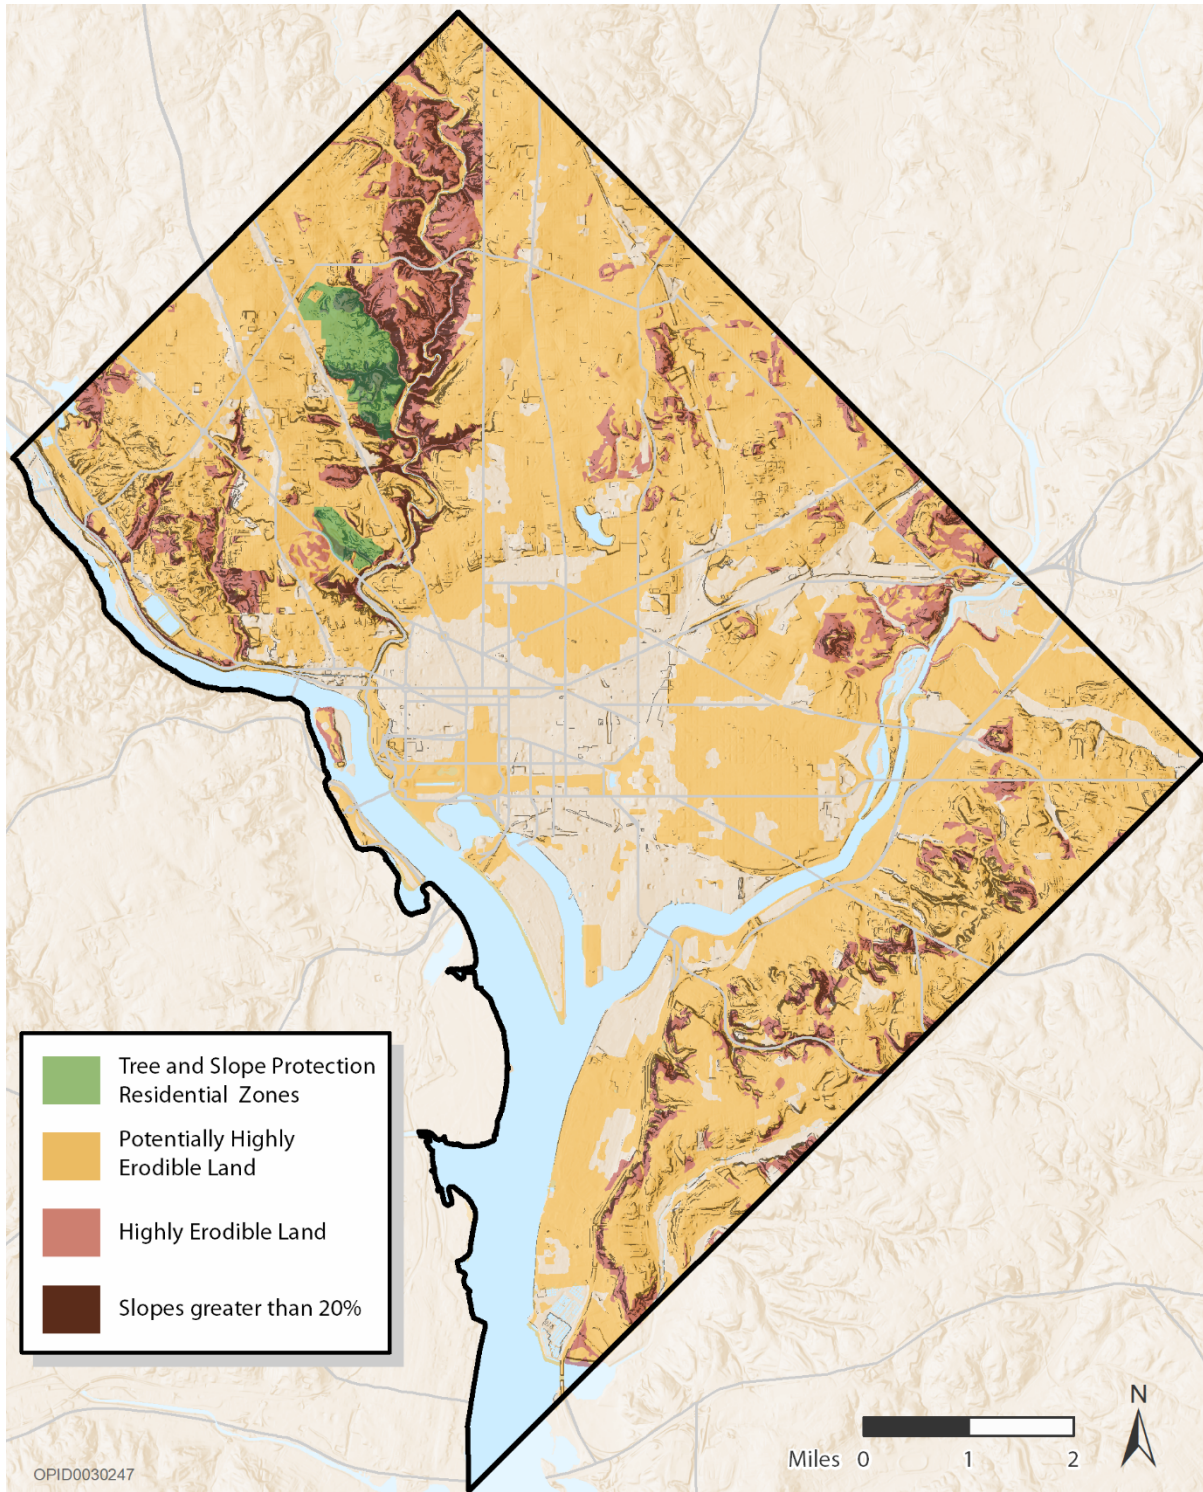 Tree and Slope Protection
Residential Zones
Potentially Highly
Erodible Land
Highly Erodible Land
Slopes greater than 20%
N
Miles 0 1 2
OPID0030247